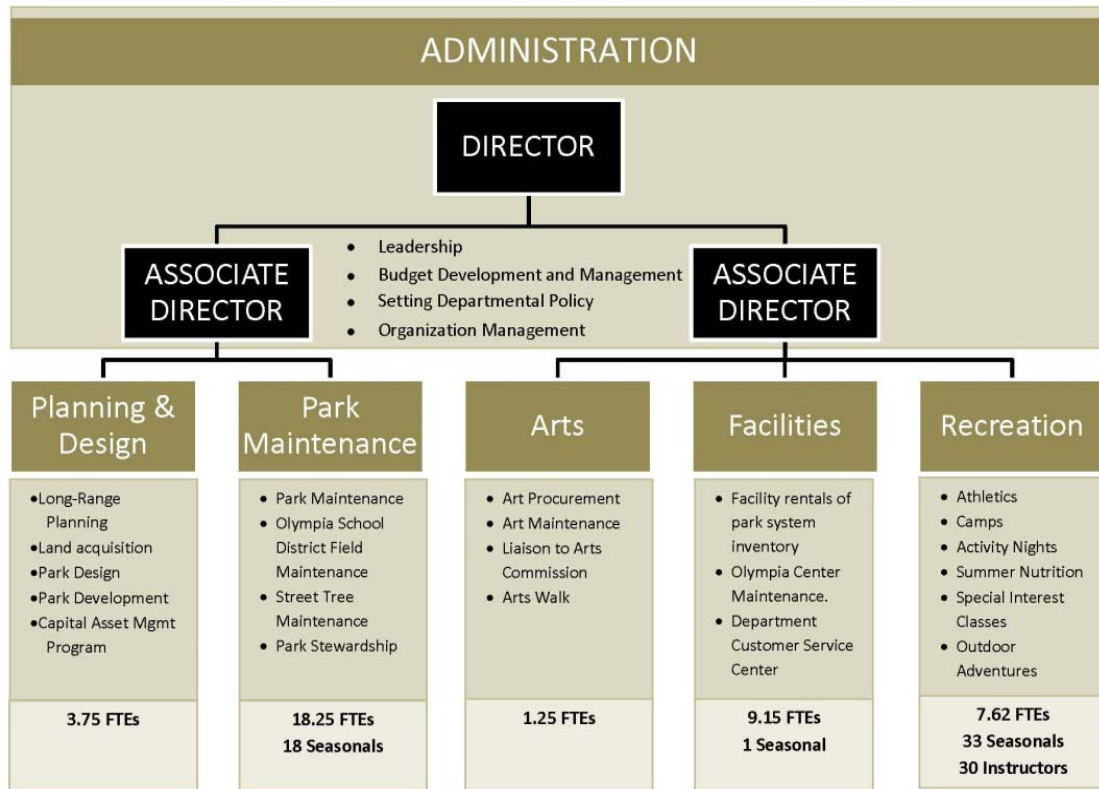 ADMINISTRATION
DIRECTOR
ASSOCIATE
DIRECTOR
• Leadership
• Budget Development and Management
• Setting Departmental Policy
• Organization Management
ASSOCIATE
DIRECTOR
Planning &
Design
•Long-Range
Planning
•Land acquisition
•Park Design
•Park Development
•Capital Asset Mgmt
Program
3.75 FTEs
Park
Maintenance
• Park Maintenance
• Olympia School
District Field
Maintenance
• Street Tree
Maintenance
• Park Stewardship
18.25 FTEs
18 Seasonals
Arts
• Art Procurement
• Art Maintenance
• Liaison to Arts
Commission
• Arts Walk
1.25 FTEs
Facilities
• Facility rentals of
park system
inventory
• Olympia Center
Maintenance.
• Department
Customer Service
Center
9.15 FTEs
1 Seasonal
Recreation
• Athletics
• Camps
• Activity Nights
• Summer Nutrition
• Special Interest
Classes
• Outdoor
Adventures
7.62 FTEs
33 Seasonals
30 Instructors